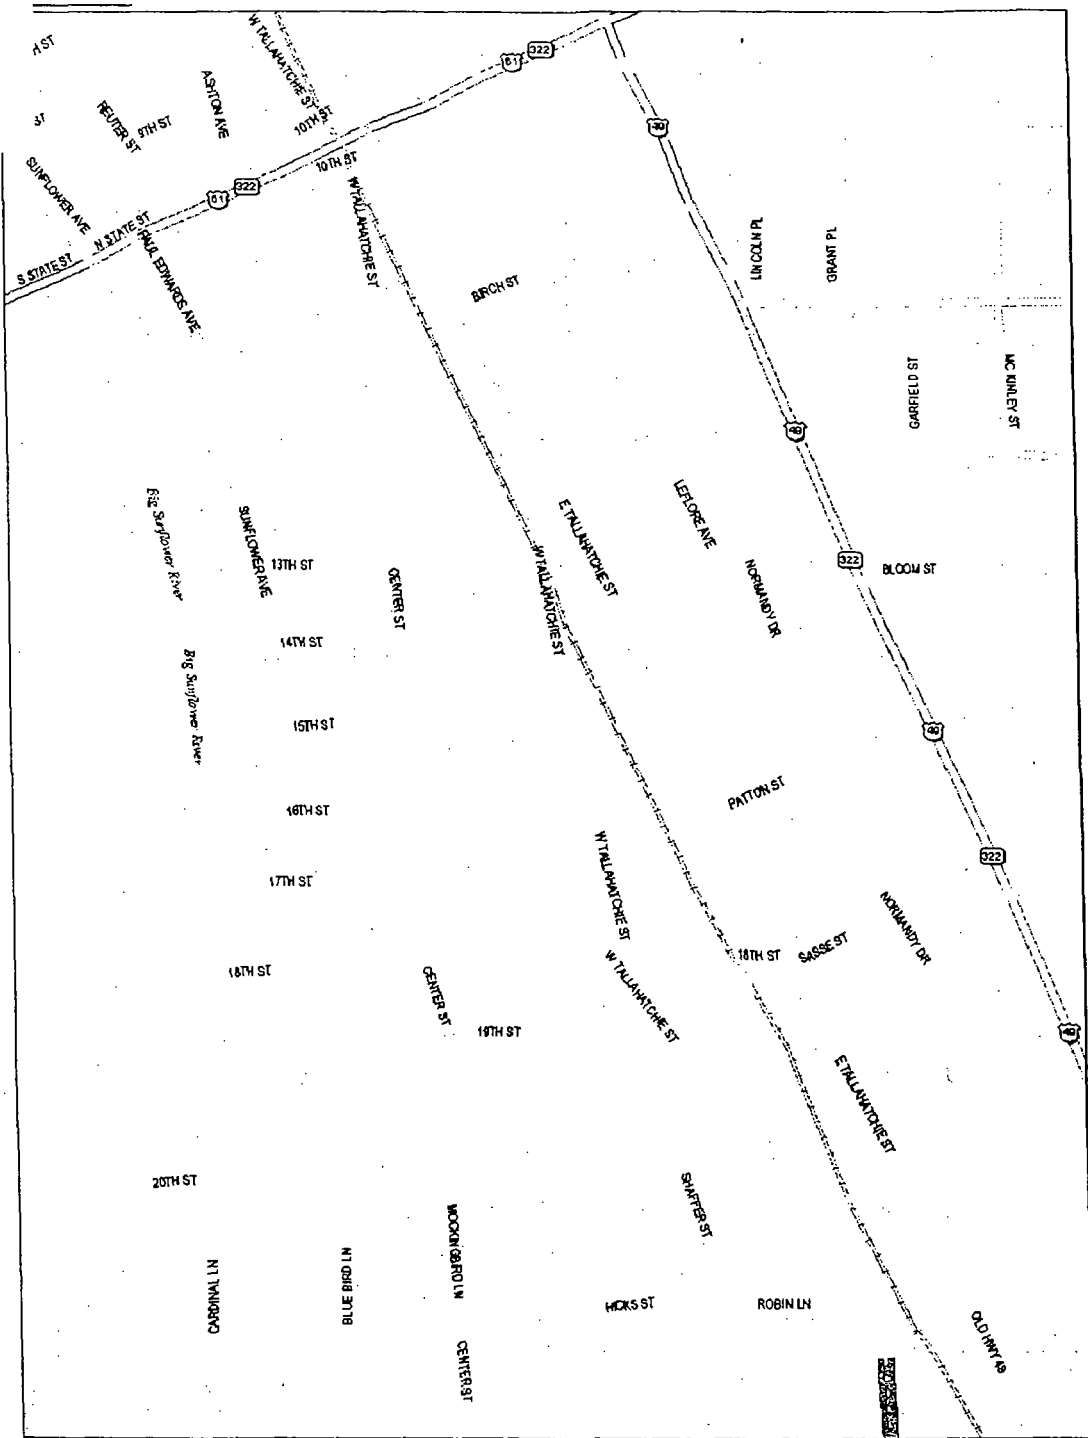 H ST
ST
REUTER ST
9TH ST
ASHTON AVE
W TALLAHATCHIE ST
10TH ST
10TH ST
61
322
49
SUNFLOWER AVE
61
322
N STATE ST
S STATE ST
PAUL EDWARDS AVE
W TALLAHATCHIE ST
BIRCH ST
LINCOLN PL
GRANT PL
GARFIELD ST
MC KINLEY ST
49
Big Sunflower River
SUNFLOWER AVE
13TH ST
CENTER ST
E TALLAHATCHIE ST
W TALLAHATCHIE ST
LEFLORE AVE
NORMANDY DR
322
BLOOM ST
14TH ST
Big Sunflower River
15TH ST
49
PATTON ST
16TH ST
17TH ST
W TALLAHATCHIE ST
322
NORMANDY DR
18TH ST
SASSE ST
18TH ST
CENTER ST
W TALLAHATCHIE ST
19TH ST
49
E TALLAHATCHIE ST
20TH ST
SHAFFER ST
MOCKINGBIRD LN
CARDINAL LN
BLUE BIRD LN
HICKS ST
ROBIN LN
OLD HWY 49
CENTER ST